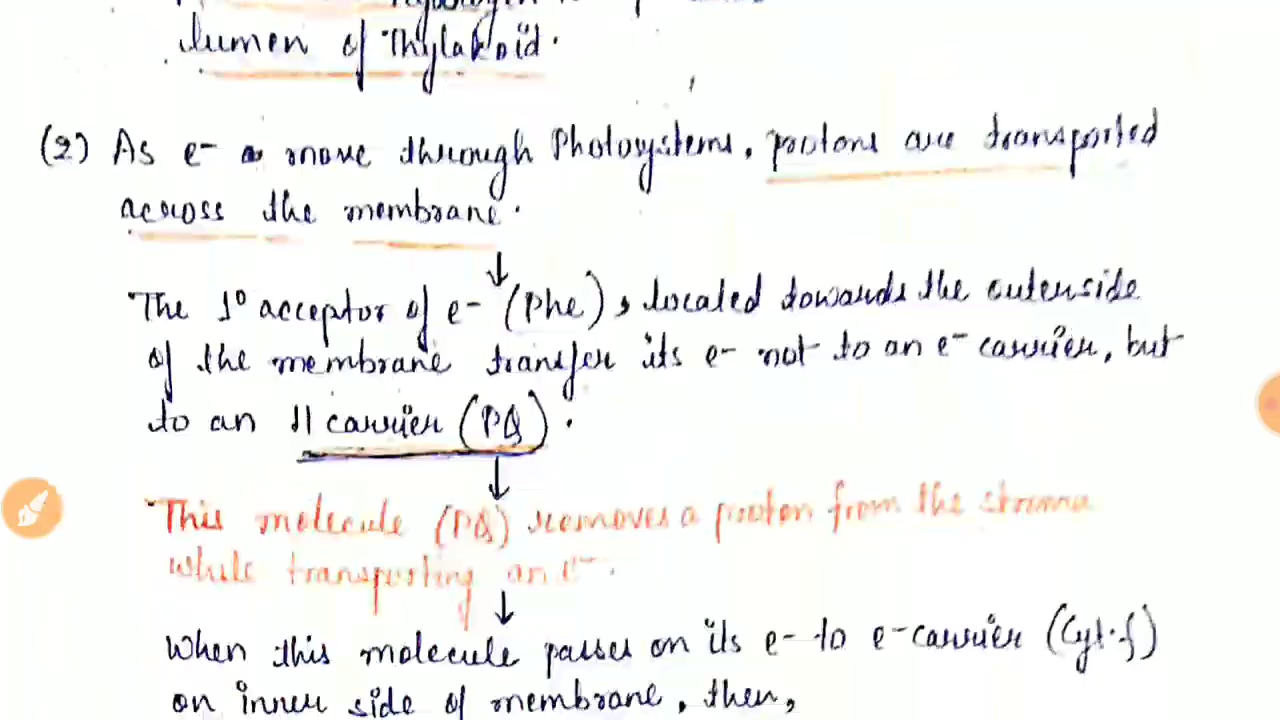 lumen of Thylakoid.
(2) As e- move through Photosystems, protons are transported
across the membrane.
↓
The 1° acceptor of e- (Phe), located towards the outerside
of the membrane transfer its e- not to an e- carrier, but
to an H carrier (PQ).
↓
This molecule (PQ) removes a proton from the stroma
while transporting an e-.
↓
When this molecule passes on its e- to e-carrier (Cyt.f)
on inner side of membrane, then,